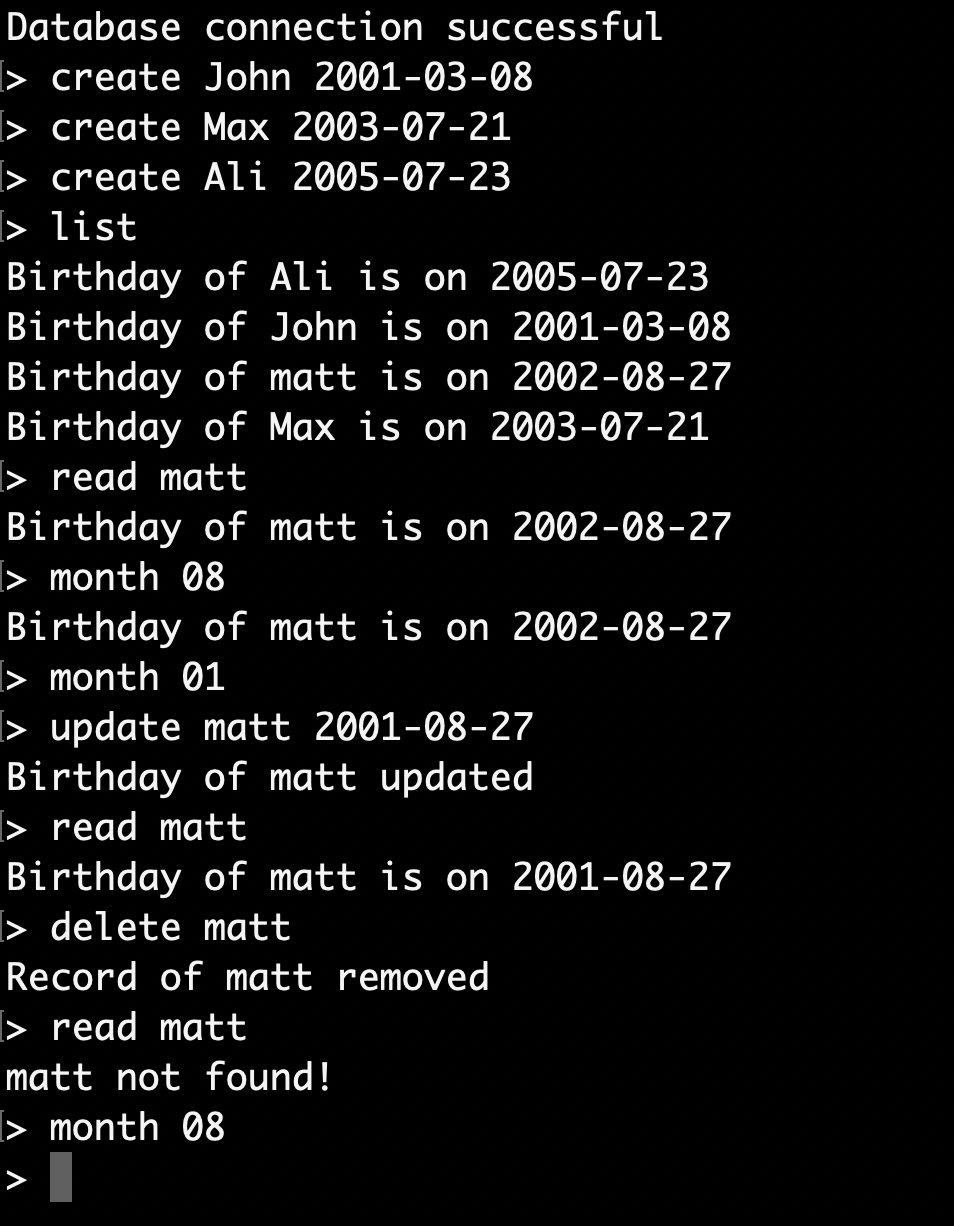 Database connection successful
> create John 2001-03-08
> create Max 2003-07-21
> create Ali 2005-07-23
> list
Birthday of Ali is on 2005-07-23
Birthday of John is on 2001-03-08
Birthday of matt is on 2002-08-27
Birthday of Max is on 2003-07-21
> read matt
Birthday of matt is on 2002-08-27
> month 08
Birthday of matt is on 2002-08-27
> month 01
> update matt 2001-08-27
Birthday of matt updated
> read matt
Birthday of matt is on 2001-08-27
> delete matt
Record of matt removed
> read matt
matt not found!
> month 08
>